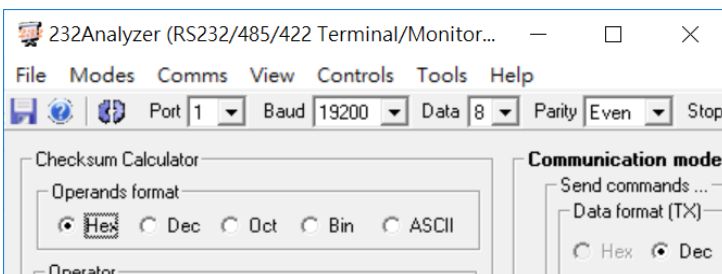 232Analyzer (RS232/485/422 Terminal/Monitor...
File Modes Comms View Controls Tools Help
Port 1 Baud 19200 Data 8 Parity Even Stop
Checksum Calculator
Operands format
Hex Dec Oct Bin ASCII
Operator
Communication mode
Send commands ...
Data format (TX)
Hex Dec